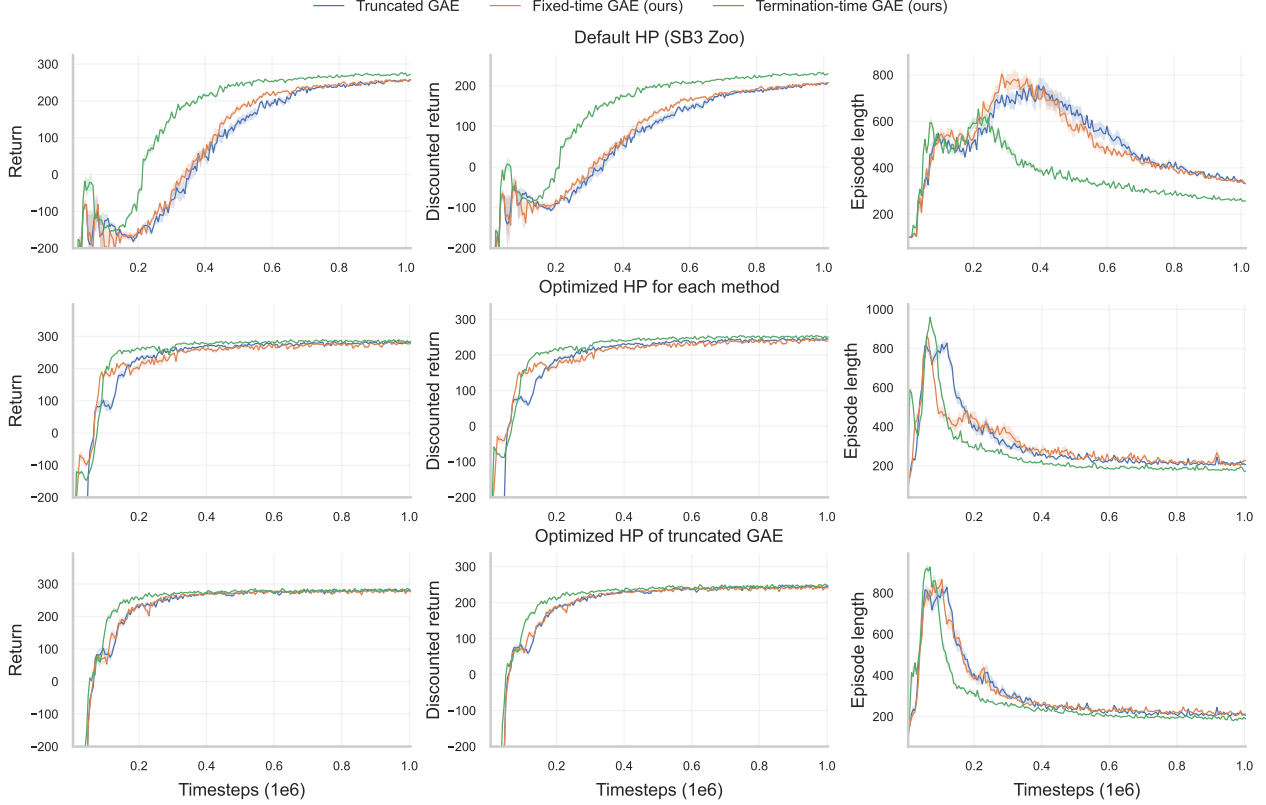 Truncated GAE Fixed-time GAE (ours) Termination-time GAE (ours)
Default HP (SB3 Zoo)
Return
300
200
100
0
−100
−200
0.2 0.4 0.6 0.8 1.0
Discounted return
200
100
0
−100
−200
0.2 0.4 0.6 0.8 1.0
Episode length
800
600
400
200
0.2 0.4 0.6 0.8 1.0
Optimized HP for each method
Return
300
200
100
0
−100
−200
0.2 0.4 0.6 0.8 1.0
Discounted return
300
200
100
0
−100
−200
0.2 0.4 0.6 0.8 1.0
Episode length
1000
800
600
400
200
0.2 0.4 0.6 0.8 1.0
Optimized HP of truncated GAE
Return
300
200
100
0
−100
−200
0.2 0.4 0.6 0.8 1.0
Timesteps (1e6)
Discounted return
300
200
100
0
−100
−200
0.2 0.4 0.6 0.8 1.0
Timesteps (1e6)
Episode length
800
600
400
200
0.2 0.4 0.6 0.8 1.0
Timesteps (1e6)